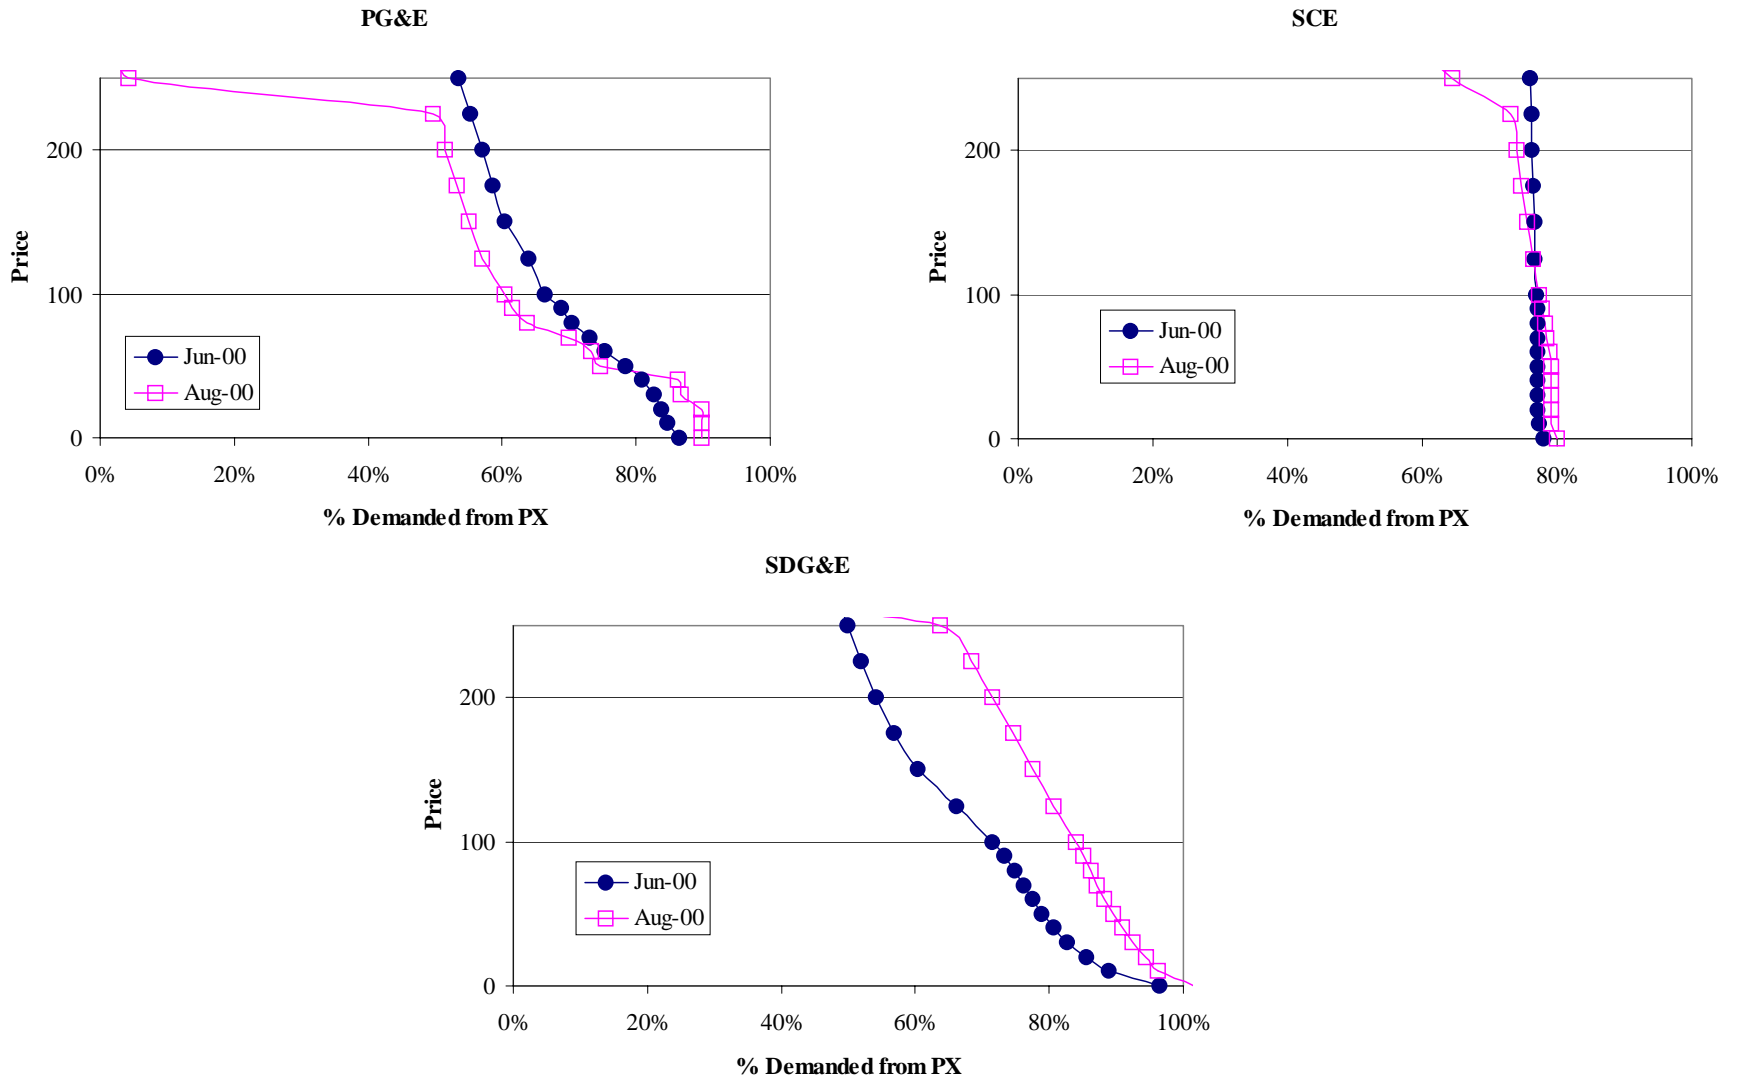 PG&E
200
100
0
Price
Jun-00
Aug-00
0% 20% 40% 60% 80% 100%
% Demanded from PX
SCE
200
100
0
Price
Jun-00
Aug-00
0% 20% 40% 60% 80% 100%
% Demanded from PX
SDG&E
200
100
0
Price
Jun-00
Aug-00
0% 20% 40% 60% 80% 100%
% Demanded from PX